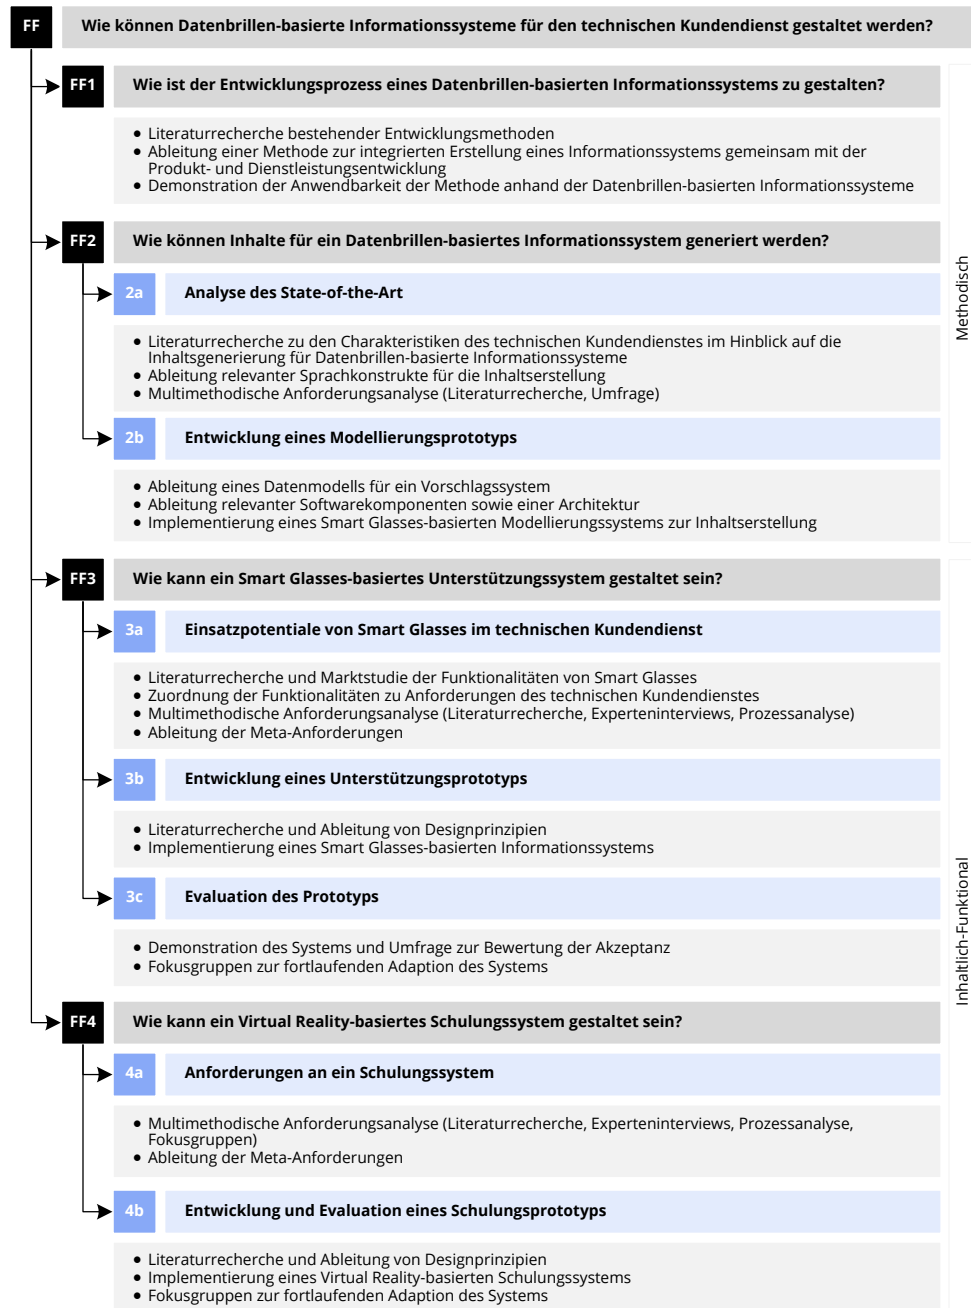 FF Wie können Datenbrillen-basierte Informationssysteme für den technischen Kundendienst gestaltet werden?
FF1 Wie ist der Entwicklungsprozess eines Datenbrillen-basierten Informationssystems zu gestalten?
• Literaturrecherche bestehender Entwicklungsmethoden
• Ableitung einer Methode zur integrierten Erstellung eines Informationssystems gemeinsam mit der
Produkt- und Dienstleistungsentwicklung
• Demonstration der Anwendbarkeit der Methode anhand der Datenbrillen-basierten Informationssysteme
FF2 Wie können Inhalte für ein Datenbrillen-basiertes Informationssystem generiert werden?
2a Analyse des State-of-the-Art
• Literaturrecherche zu den Charakteristiken des technischen Kundendienstes im Hinblick auf die
Inhaltsgenerierung für Datenbrillen-basierte Informationssysteme
• Ableitung relevanter Sprachkonstrukte für die Inhaltserstellung
• Multimethodische Anforderungsanalyse (Literaturrecherche, Umfrage)
2b Entwicklung eines Modellierungsprototyps
• Ableitung eines Datenmodells für ein Vorschlagssystem
• Ableitung relevanter Softwarekomponenten sowie einer Architektur
• Implementierung eines Smart Glasses-basierten Modellierungssystems zur Inhaltserstellung
Methodisch
FF3 Wie kann ein Smart Glasses-basiertes Unterstützungssystem gestaltet sein?
3a Einsatzpotentiale von Smart Glasses im technischen Kundendienst
• Literaturrecherche und Marktstudie der Funktionalitäten von Smart Glasses
• Zuordnung der Funktionalitäten zu Anforderungen des technischen Kundendienstes
• Multimethodische Anforderungsanalyse (Literaturrecherche, Experteninterviews, Prozessanalyse)
• Ableitung der Meta-Anforderungen
3b Entwicklung eines Unterstützungsprototyps
• Literaturrecherche und Ableitung von Designprinzipien
• Implementierung eines Smart Glasses-basierten Informationssystems
3c Evaluation des Prototyps
• Demonstration des Systems und Umfrage zur Bewertung der Akzeptanz
• Fokusgruppen zur fortlaufenden Adaption des Systems
FF4 Wie kann ein Virtual Reality-basiertes Schulungssystem gestaltet sein?
4a Anforderungen an ein Schulungssystem
• Multimethodische Anforderungsanalyse (Literaturrecherche, Experteninterviews, Prozessanalyse,
Fokusgruppen)
• Ableitung der Meta-Anforderungen
4b Entwicklung und Evaluation eines Schulungsprototyps
• Literaturrecherche und Ableitung von Designprinzipien
• Implementierung eines Virtual Reality-basierten Schulungssystems
• Fokusgruppen zur fortlaufenden Adaption des Systems
Inhaltlich-Funktional